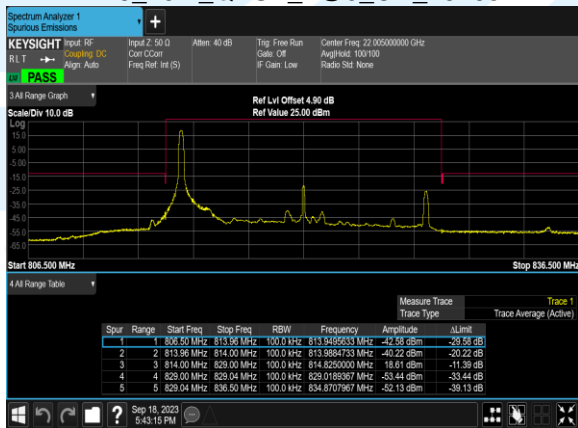 Spectrum Analyzer 1
Spurious Emissions
KEYSIGHT Input: RF Input Z: 50 Ω Atten: 40 dB Trig: Free Run Center Freq: 22.005000000 GHz
RLT Coupling: DC Corr CCorr Gate: Off Avg|Hold: 100/100
Align: Auto Freq Ref: Int (S) IF Gain: Low Radio Std: None
PASS
3 All Range Graph
Ref Lvl Offset 4.90 dB
Scale/Div 10.0 dB Ref Value 25.00 dBm
Log
15.0
5.00
-5.00
-15.0
-25.0
-35.0
-45.0
-55.0
-65.0
Start 806.500 MHz Stop 836.500 MHz
4 All Range Table
Measure Trace Trace 1
Trace Type Trace Average (Active)
Spur Range Start Freq Stop Freq RBW Frequency Amplitude ΔLimit
1 1 806.50 MHz 813.96 MHz 100.0 kHz 813.9495633 MHz -42.58 dBm -29.58 dB
2 2 813.96 MHz 814.00 MHz 100.0 kHz 813.9884733 MHz -40.22 dBm -20.22 dB
3 3 814.00 MHz 829.00 MHz 100.0 kHz 814.8250000 MHz 18.61 dBm -11.39 dB
4 4 829.00 MHz 829.04 MHz 100.0 kHz 829.0189367 MHz -53.44 dBm -33.44 dB
5 5 829.04 MHz 836.50 MHz 100.0 kHz 834.8707967 MHz -52.13 dBm -39.13 dB
? Sep 18, 2023
5:43:15 PM